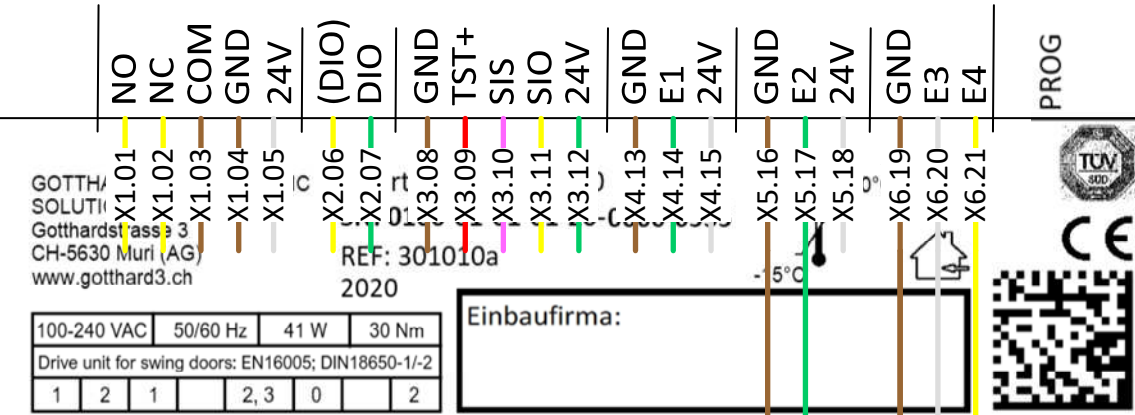 NO NC COM GND 24V (DIO) DIO GND TST+ SIS SIO 24V GND E1 24V GND E2 24V GND E3 E4 PROG
X1.01 X1.02 X1.03 X1.04 X1.05 X2.06 X2.07 X3.08 X3.09 X3.10 X3.11 X3.12 X4.13 X4.14 X4.15 X5.16 X5.17 X5.18 X6.19 X6.20 X6.21
TÜV
SÜD
Gotthardstrasse 3
CH-5630 Muri (AG)
www.gotthard3.ch
REF: 301010a
2020
-15°C
CE
Einbaufirma:
100-240 VAC 50/60 Hz 41 W 30 Nm
Drive unit for swing doors: EN16005; DIN18650-1/-2
1 2 1 2, 3 0 2